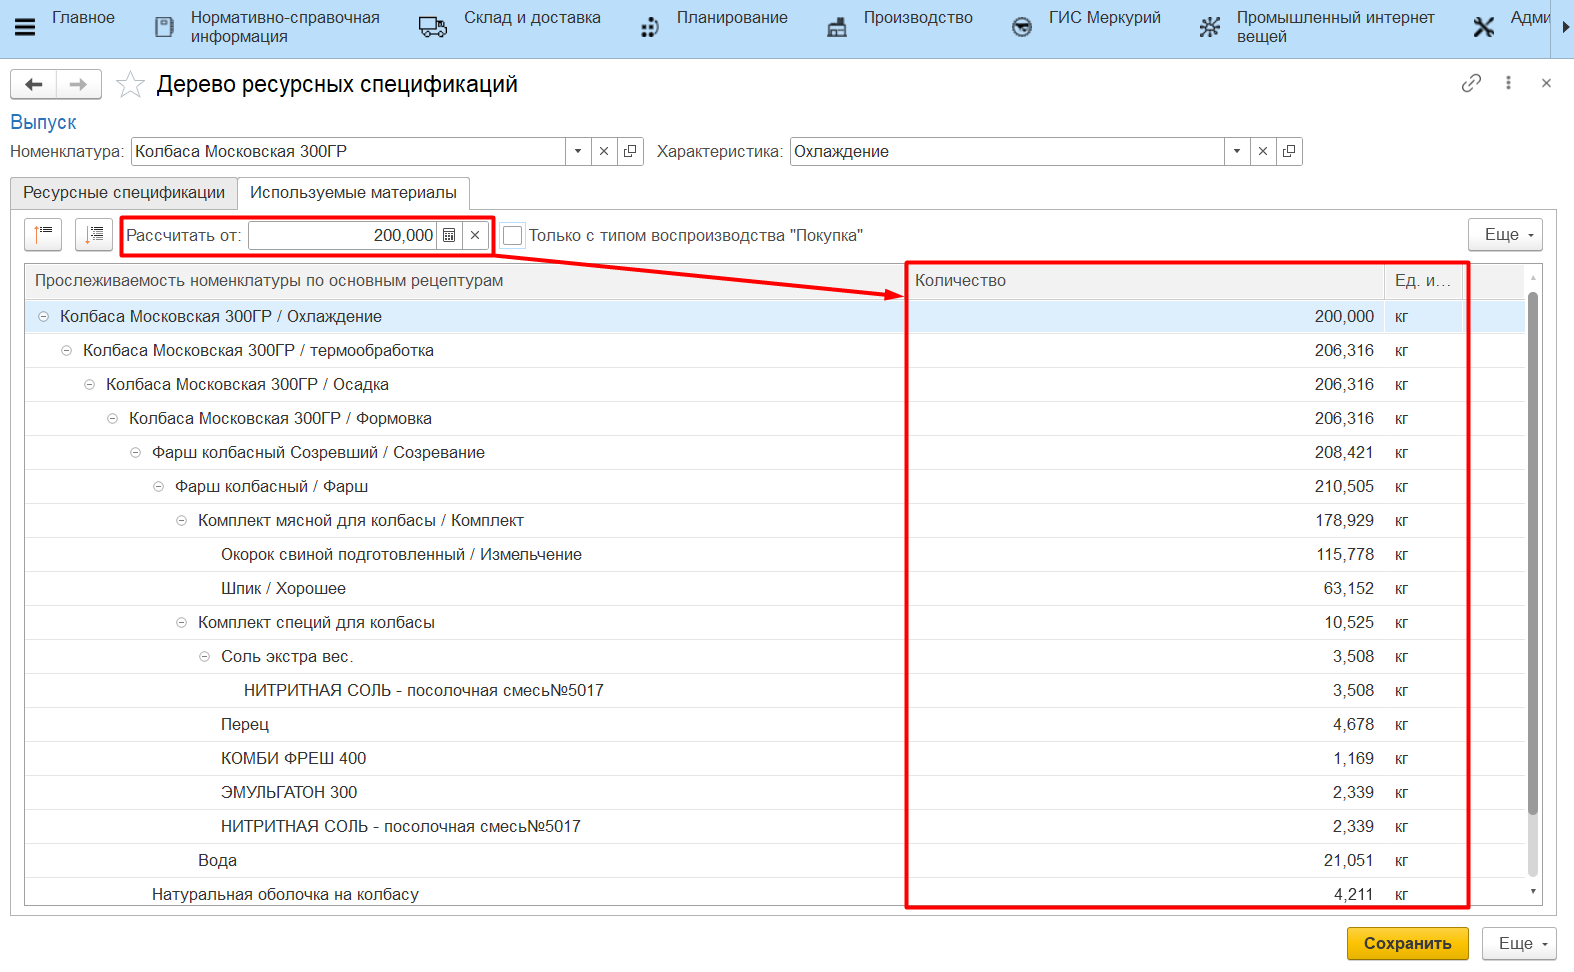 Главное
Нормативно-справочная
информация
Склад и доставка
Планирование
Производство
ГИС Меркурий
Промышленный интернет
вещей
Адми
Дерево ресурсных спецификаций
Выпуск
Номенклатура: Колбаса Московская 300ГР Характеристика: Охлаждение
Ресурсные спецификации Используемые материалы
Рассчитать от: 200,000 Только с типом воспроизводства "Покупка" Еще
Прослеживаемость номенклатуры по основным рецептурам Количество Ед. и...
Колбаса Московская 300ГР / Охлаждение 200,000 кг
Колбаса Московская 300ГР / термообработка 206,316 кг
Колбаса Московская 300ГР / Осадка 206,316 кг
Колбаса Московская 300ГР / Формовка 206,316 кг
Фарш колбасный Созревший / Созревание 208,421 кг
Фарш колбасный / Фарш 210,505 кг
Комплект мясной для колбасы / Комплект 178,929 кг
Окорок свиной подготовленный / Измельчение 115,778 кг
Шпик / Хорошее 63,152 кг
Комплект специй для колбасы 10,525 кг
Соль экстра вес. 3,508 кг
НИТРИТНАЯ СОЛЬ - посолочная смесь№5017 3,508 кг
Перец 4,678 кг
КОМБИ ФРЕШ 400 1,169 кг
ЭМУЛЬГАТОН 300 2,339 кг
НИТРИТНАЯ СОЛЬ - посолочная смесь№5017 2,339 кг
Вода 21,051 кг
Натуральная оболочка на колбасу 4,211 кг
Сохранить Еще